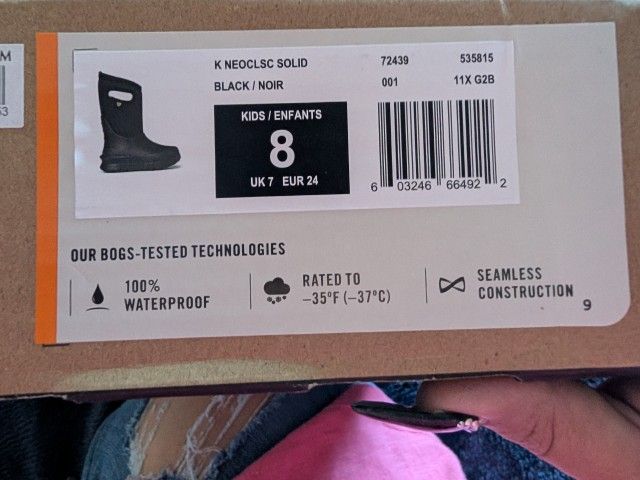 M
53
K NEOCLSC SOLID 72439 535815
BLACK / NOIR 001 11X G2B
KIDS / ENFANTS
8
UK 7 EUR 24
6 03246 66492 2
OUR BOGS-TESTED TECHNOLOGIES
100%
WATERPROOF
RATED TO
–35°F (–37°C)
SEAMLESS
CONSTRUCTION
9